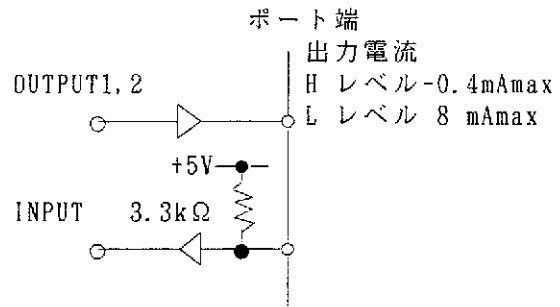 ポート端
出力電流
OUTPUT1,2
H レベル-0.4mAmax
L レベル 8 mAmax
+5V
INPUT 3.3kΩ